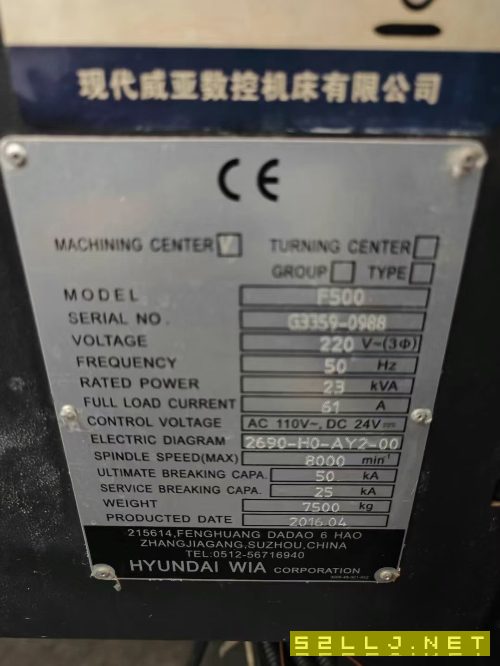 现代威亚数控机床有限公司
CE
MACHINING CENTER V TURNING CENTER
GROUP TYPE
MODEL F500
SERIAL NO. G3359-0988
VOLTAGE 220 V~(3Φ)
FREQUENCY 50 Hz
RATED POWER 23 kVA
FULL LOAD CURRENT 61 A
CONTROL VOLTAGE AC 110V~, DC 24V⎓
ELECTRIC DIAGRAM 2690-H0-AY2-00
SPINDLE SPEED(MAX) 8000 min⁻¹
ULTIMATE BREAKING CAPA. 50 kA
SERVICE BREAKING CAPA. 25 kA
WEIGHT 7500 kg
PRODUCTED DATE 2016.04
215614,FENGHUANG DADAO 6 HAO
ZHANGJIAGANG,SUZHOU,CHINA
TEL:0512-56716940
HYUNDAI WIA CORPORATION
52LLJ.NET